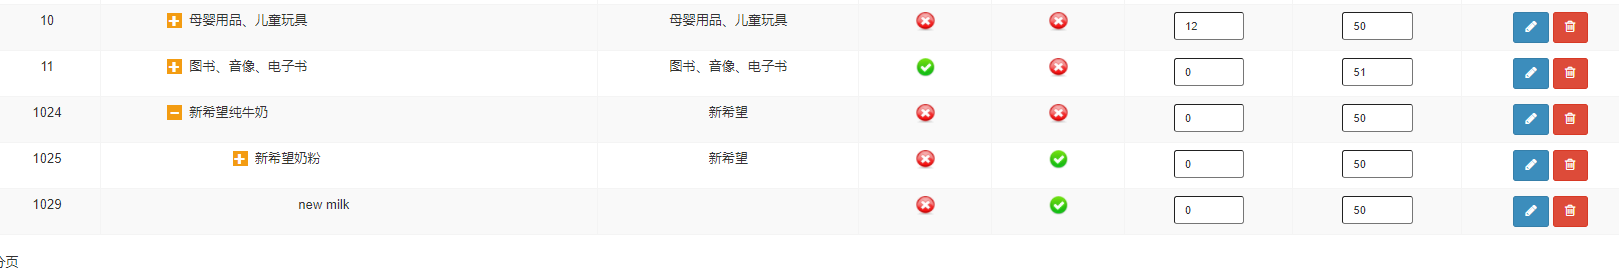 10 母婴用品、儿童玩具 母婴用品、儿童玩具 12 50
11 图书、音像、电子书 图书、音像、电子书 0 51
1024 新希望纯牛奶 新希望 0 50
1025 新希望奶粉 新希望 0 50
1029 new milk 0 50
分页